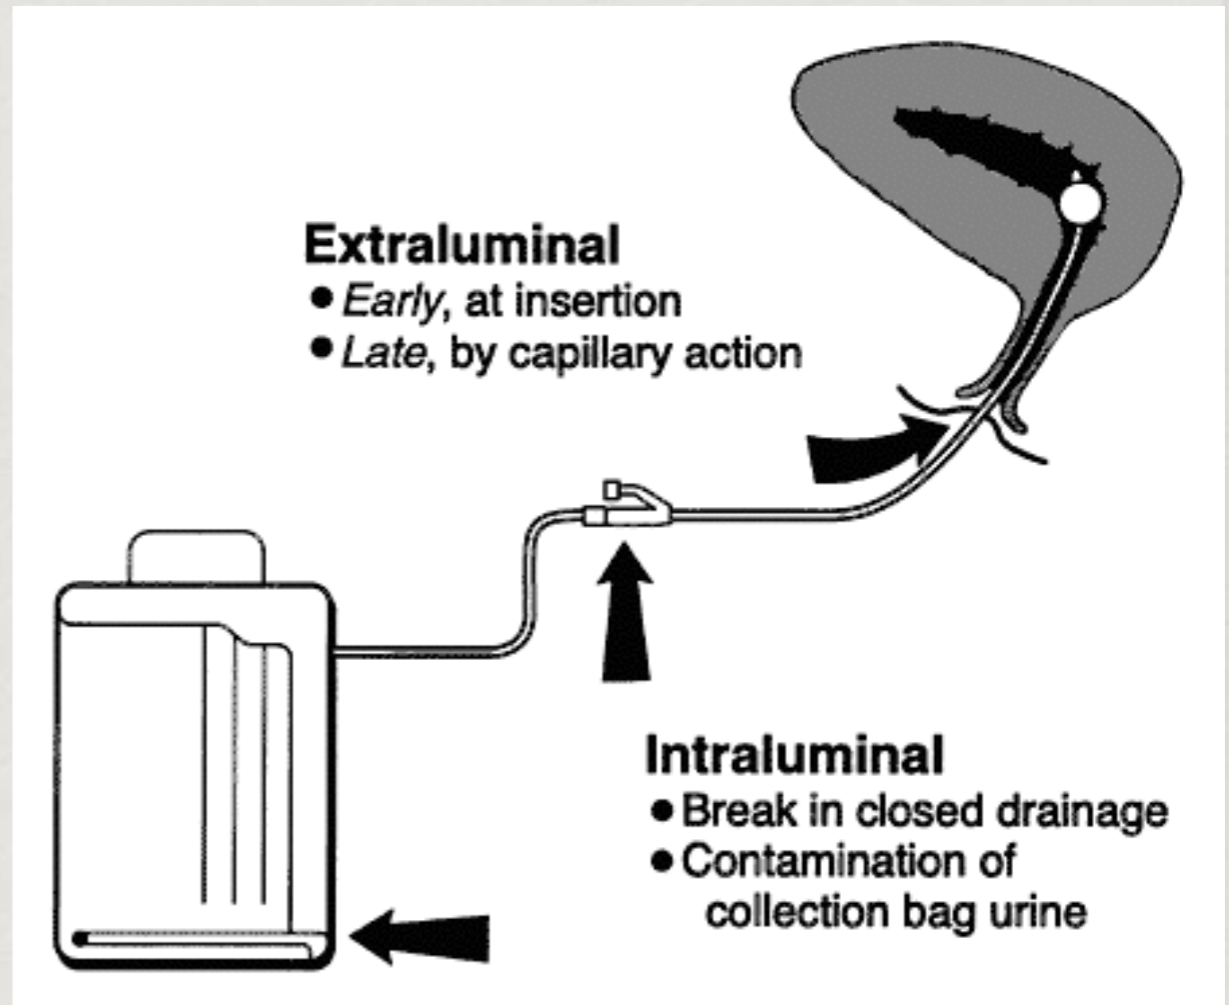 Extraluminal
● Early, at insertion
● Late, by capillary action
Intraluminal
● Break in closed drainage
● Contamination of
collection bag urine